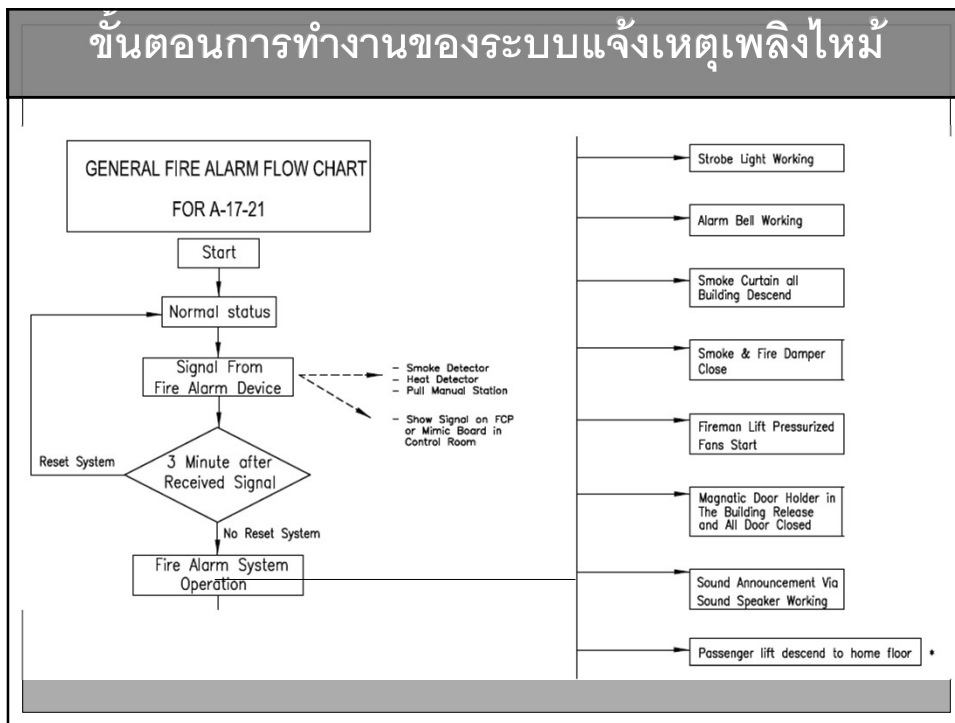 ขั้นตอนการทำงานของระบบแจ้งเหตุเพลิงไหม้
GENERAL FIRE ALARM FLOW CHART
FOR A-17-21
Start
Normal status
Signal From
Fire Alarm Device
- Smoke Detector
- Heat Detector
- Pull Manual Station
- Show Signal on FCP
or Mimic Board in
Control Room
Reset System
3 Minute after
Received Signal
No Reset System
Fire Alarm System
Operation
Strobe Light Working
Alarm Bell Working
Smoke Curtain all
Building Descend
Smoke & Fire Damper
Close
Fireman Lift Pressurized
Fans Start
Magnatic Door Holder in
The Building Release
and All Door Closed
Sound Announcement Via
Sound Speaker Working
Passenger lift descend to home floor *